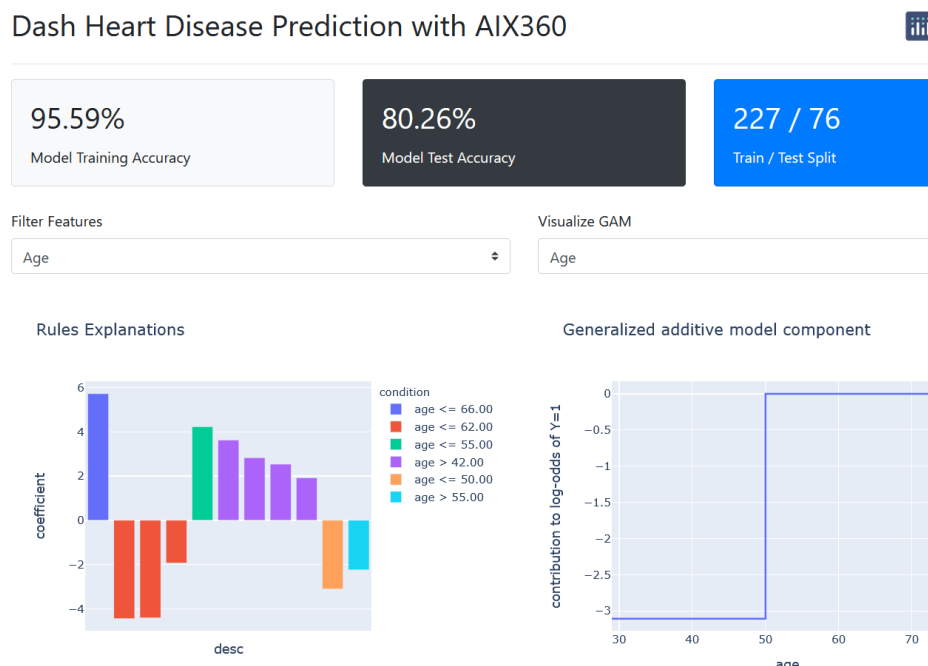 Dash Heart Disease Prediction with AIX360
95.59%
Model Training Accuracy
80.26%
Model Test Accuracy
227 / 76
Train / Test Split
Filter Features
Age
Visualize GAM
Age
Rules Explanations
6
4
2
0
−2
−4
coefficient
desc
condition
age <= 66.00
age <= 62.00
age <= 55.00
age > 42.00
age <= 50.00
age > 55.00
Generalized additive model component
0
−0.5
−1
−1.5
−2
−2.5
−3
contribution to log-odds of Y=1
30 40 50 60 70
age